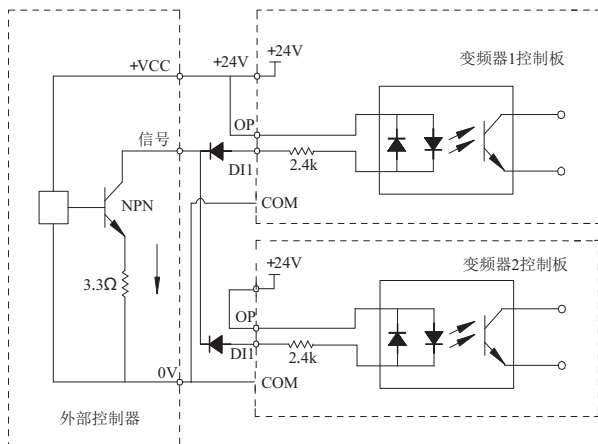 +VCC
+24V
+24V
变频器1控制板
OP
信号
DI1
2.4k
NPN
COM
3.3Ω
+24V
变频器2控制板
OP
DI1
2.4k
0V
COM
外部控制器